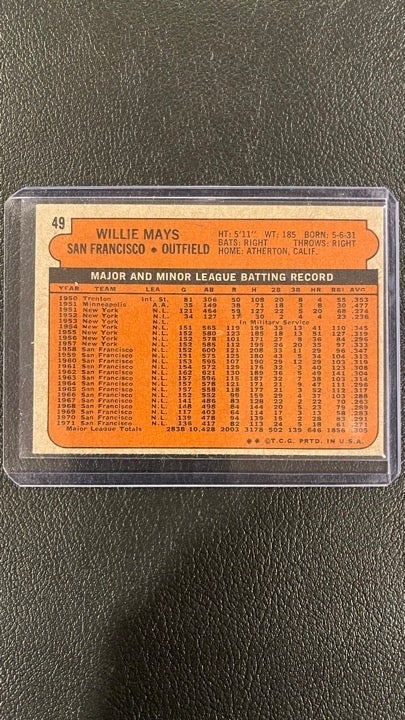 49
WILLIE MAYS
SAN FRANCISCO • OUTFIELD
HT: 5'11" WT: 185 BORN: 5-6-31
BATS: RIGHT THROWS: RIGHT
HOME: ATHERTON, CALIF.
MAJOR AND MINOR LEAGUE BATTING RECORD
YEAR TEAM LEA G AB R H 2B 3B HR RBI AVG
1950 Trenton Int. St. 81 306 50 108 20 8 4 55 .353
1951 Minneapolis A.A. 35 149 38 71 18 3 8 30 .477
1951 New York N.L. 121 464 59 127 22 5 20 68 .274
1952 New York N.L. 34 127 17 30 2 4 4 23 .236
1953 New York N.L. In Military Service
1954 New York N.L. 151 565 119 195 33 13 41 110 .345
1955 New York N.L. 152 580 123 185 18 13 51 127 .319
1956 New York N.L. 152 578 101 171 27 8 36 84 .296
1957 New York N.L. 152 585 112 195 26 20 35 97 .333
1958 San Francisco N.L. 96 .347
1959 San Francisco N.L. 151 575 125 180 43 5 34 104 .313
1960 San Francisco N.L. 153 595 107 190 29 12 29 103
1961 San Francisco N.L. 154 572 129 176 32 3 40 123 .308
1962 San Francisco N.L. 162 621 130 189 36 5 49 141 .304
1963 San Francisco N.L. 596 115 187 32 7 38 103 .314
1964 San Francisco N.L. 157 578 121 171 21 9 47 111 .296
1965 San Francisco N.L. 157 558 118 177 21 3 52 .317
1966 San Francisco N.L. 152 552 99 159 29 4 37 103 .288
1967 San Francisco N.L. 141 486 83 128 22 2 22 70 .263
1968 San Francisco N.L. 148 498 84 144 20 5 23 79 .289
1969 San Francisco N.L. 117 403 64 114 17 3 13 58 .283
1970 San Francisco N.L. 139 478 94 139 15 2 28 83
1971 San Francisco N.L. 136 417 82 113 24 5 18 61 .271
Major League Totals 2838 10,428 2003 3178 502 139 646 1856 .305
** ©T.C.G. PRTD. IN U.S.A.